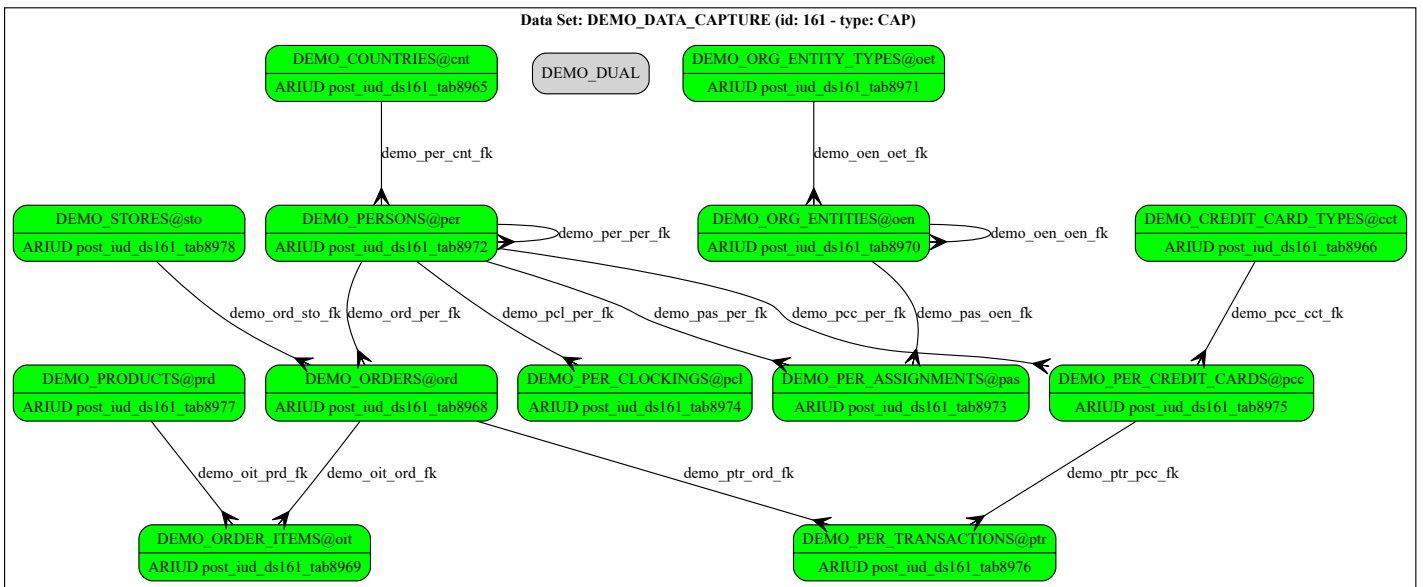 Data Set: DEMO_DATA_CAPTURE (id: 161 - type: CAP)
DEMO_COUNTRIES@cnt
ARIUD post_iud_ds161_tab8965
DEMO_DUAL
DEMO_ORG_ENTITY_TYPES@oet
ARIUD post_iud_ds161_tab8971
demo_per_cnt_fk
demo_oen_oet_fk
DEMO_STORES@sto
ARIUD post_iud_ds161_tab8978
DEMO_PERSONS@per
ARIUD post_iud_ds161_tab8972
demo_per_per_fk
DEMO_ORG_ENTITIES@oen
ARIUD post_iud_ds161_tab8970
demo_oen_oen_fk
DEMO_CREDIT_CARD_TYPES@cct
ARIUD post_iud_ds161_tab8966
demo_ord_sto_fk
demo_ord_per_fk
demo_pcl_per_fk
demo_pas_per_fk
demo_pcc_per_fk
demo_pas_oen_fk
demo_pcc_cct_fk
DEMO_PRODUCTS@prd
ARIUD post_iud_ds161_tab8977
DEMO_ORDERS@ord
ARIUD post_iud_ds161_tab8968
DEMO_PER_CLOCKINGS@pcl
ARIUD post_iud_ds161_tab8974
DEMO_PER_ASSIGNMENTS@pas
ARIUD post_iud_ds161_tab8973
DEMO_PER_CREDIT_CARDS@pcc
ARIUD post_iud_ds161_tab8975
demo_oit_prd_fk
demo_oit_ord_fk
demo_ptr_ord_fk
demo_ptr_pcc_fk
DEMO_ORDER_ITEMS@oit
ARIUD post_iud_ds161_tab8969
DEMO_PER_TRANSACTIONS@ptr
ARIUD post_iud_ds161_tab8976